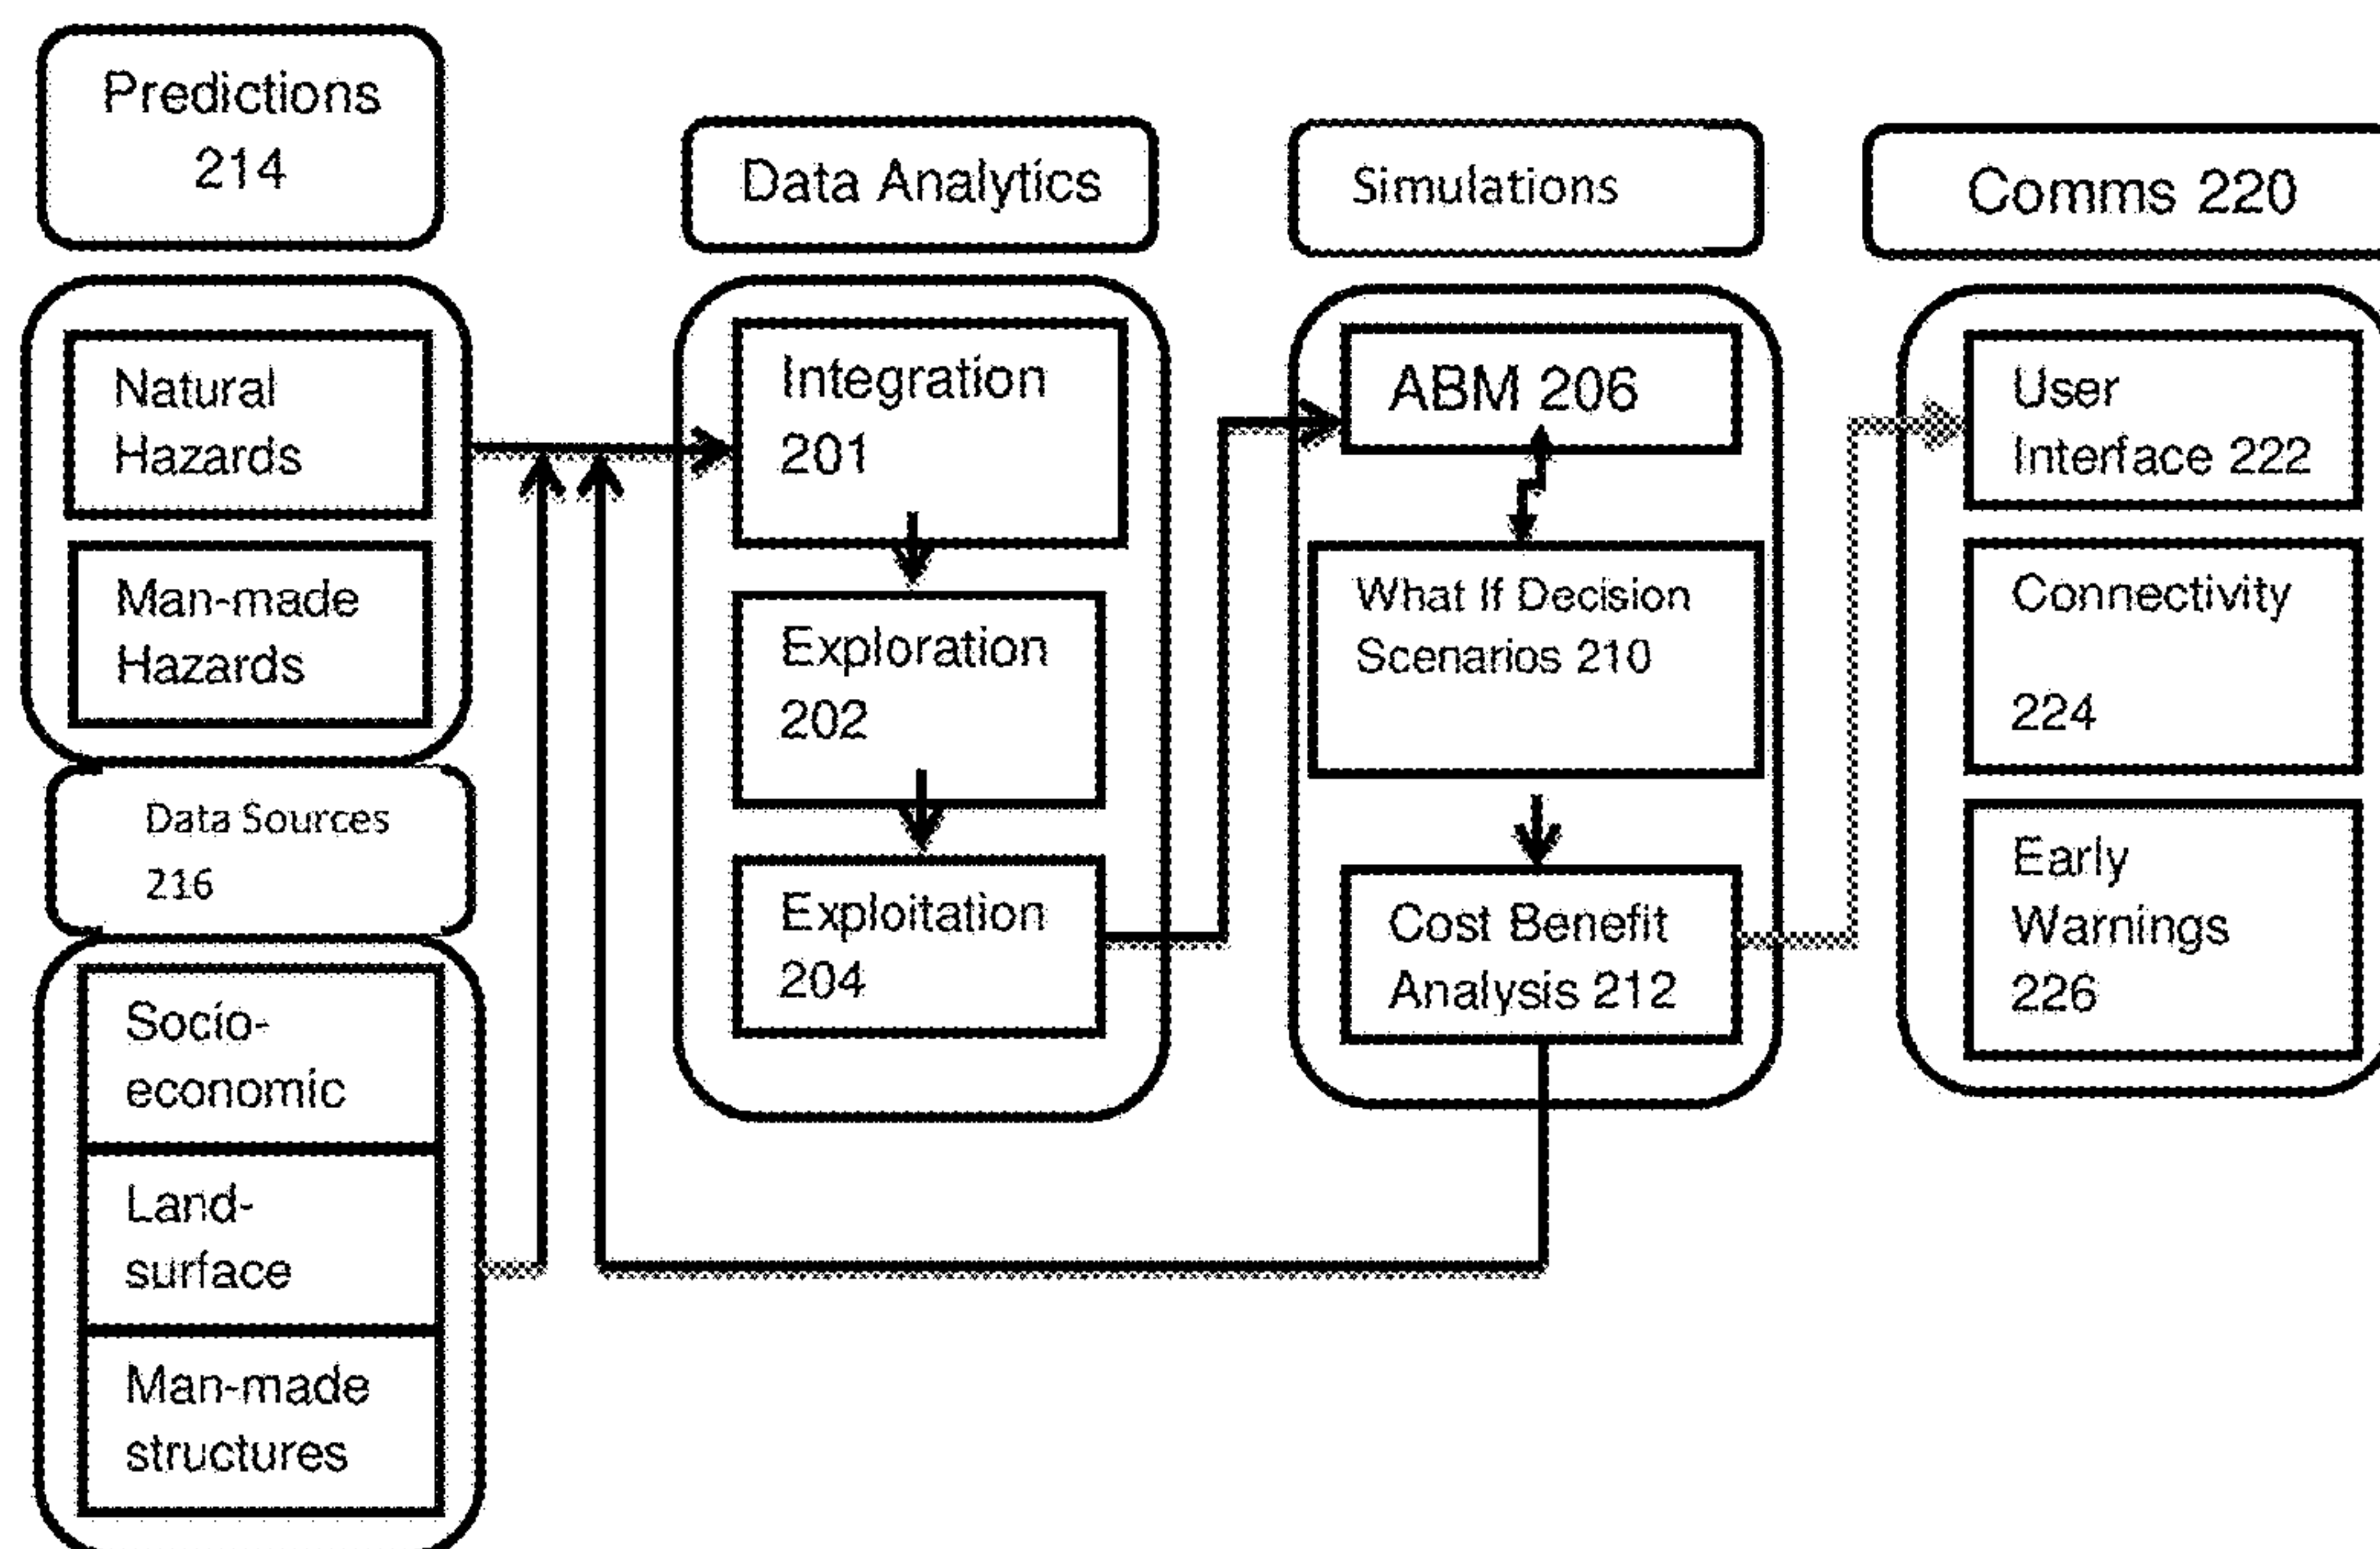 Predictions
214
Natural
Hazards
Man-made
Hazards
Data Sources
216
Socio-
economic
Land-
surface
Man-made
structures
Data Analytics
Integration
201
Exploration
202
Exploitation
204
Simulations
ABM 206
What If Decision
Scenarios 210
Cost Benefit
Analysis 212
Comms 220
User
Interface 222
Connectivity
224
Early
Warnings
226